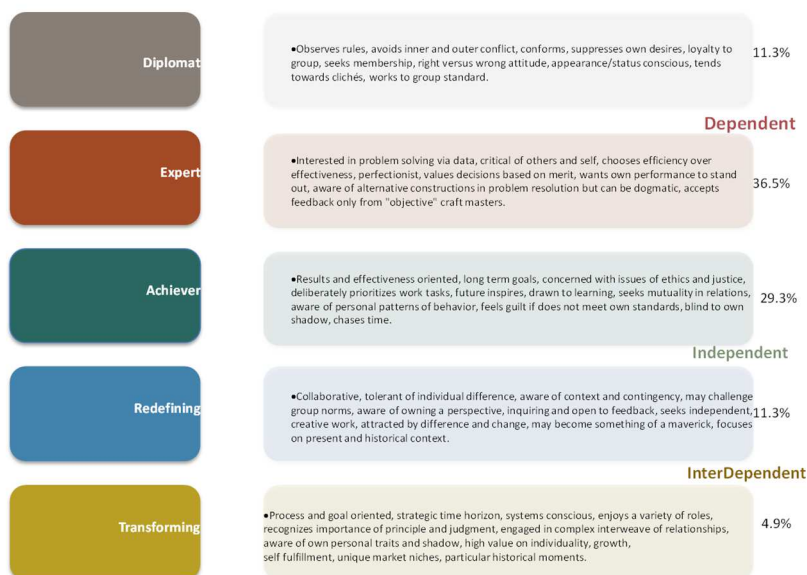 Diplomat
•Observes rules, avoids inner and outer conflict, conforms, suppresses own desires, loyalty to
group, seeks membership, right versus wrong attitude, appearance/status conscious, tends
towards clichés, works to group standard.
11.3%
Dependent
Expert
•Interested in problem solving via data, critical of others and self, chooses efficiency over
effectiveness, perfectionist, values decisions based on merit, wants own performance to stand
out, aware of alternative constructions in problem resolution but can be dogmatic, accepts
feedback only from "objective" craft masters.
36.5%
Achiever
•Results and effectiveness oriented, long term goals, concerned with issues of ethics and justice,
deliberately prioritizes work tasks, future inspires, drawn to learning, seeks mutuality in relations,
aware of personal patterns of behavior, feels guilt if does not meet own standards, blind to own
shadow, chases time.
29.3%
Independent
Redefining
•Collaborative, tolerant of individual difference, aware of context and contingency, may challenge
group norms, aware of owning a perspective, inquiring and open to feedback, seeks independent,
creative work, attracted by difference and change, may become something of a maverick, focuses
on present and historical context.
11.3%
InterDependent
Transforming
•Process and goal oriented, strategic time horizon, systems conscious, enjoys a variety of roles,
recognizes importance of principle and judgment, engaged in complex interweave of relationships,
aware of own personal traits and shadow, high value on individuality, growth,
self fulfillment, unique market niches, particular historical moments.
4.9%